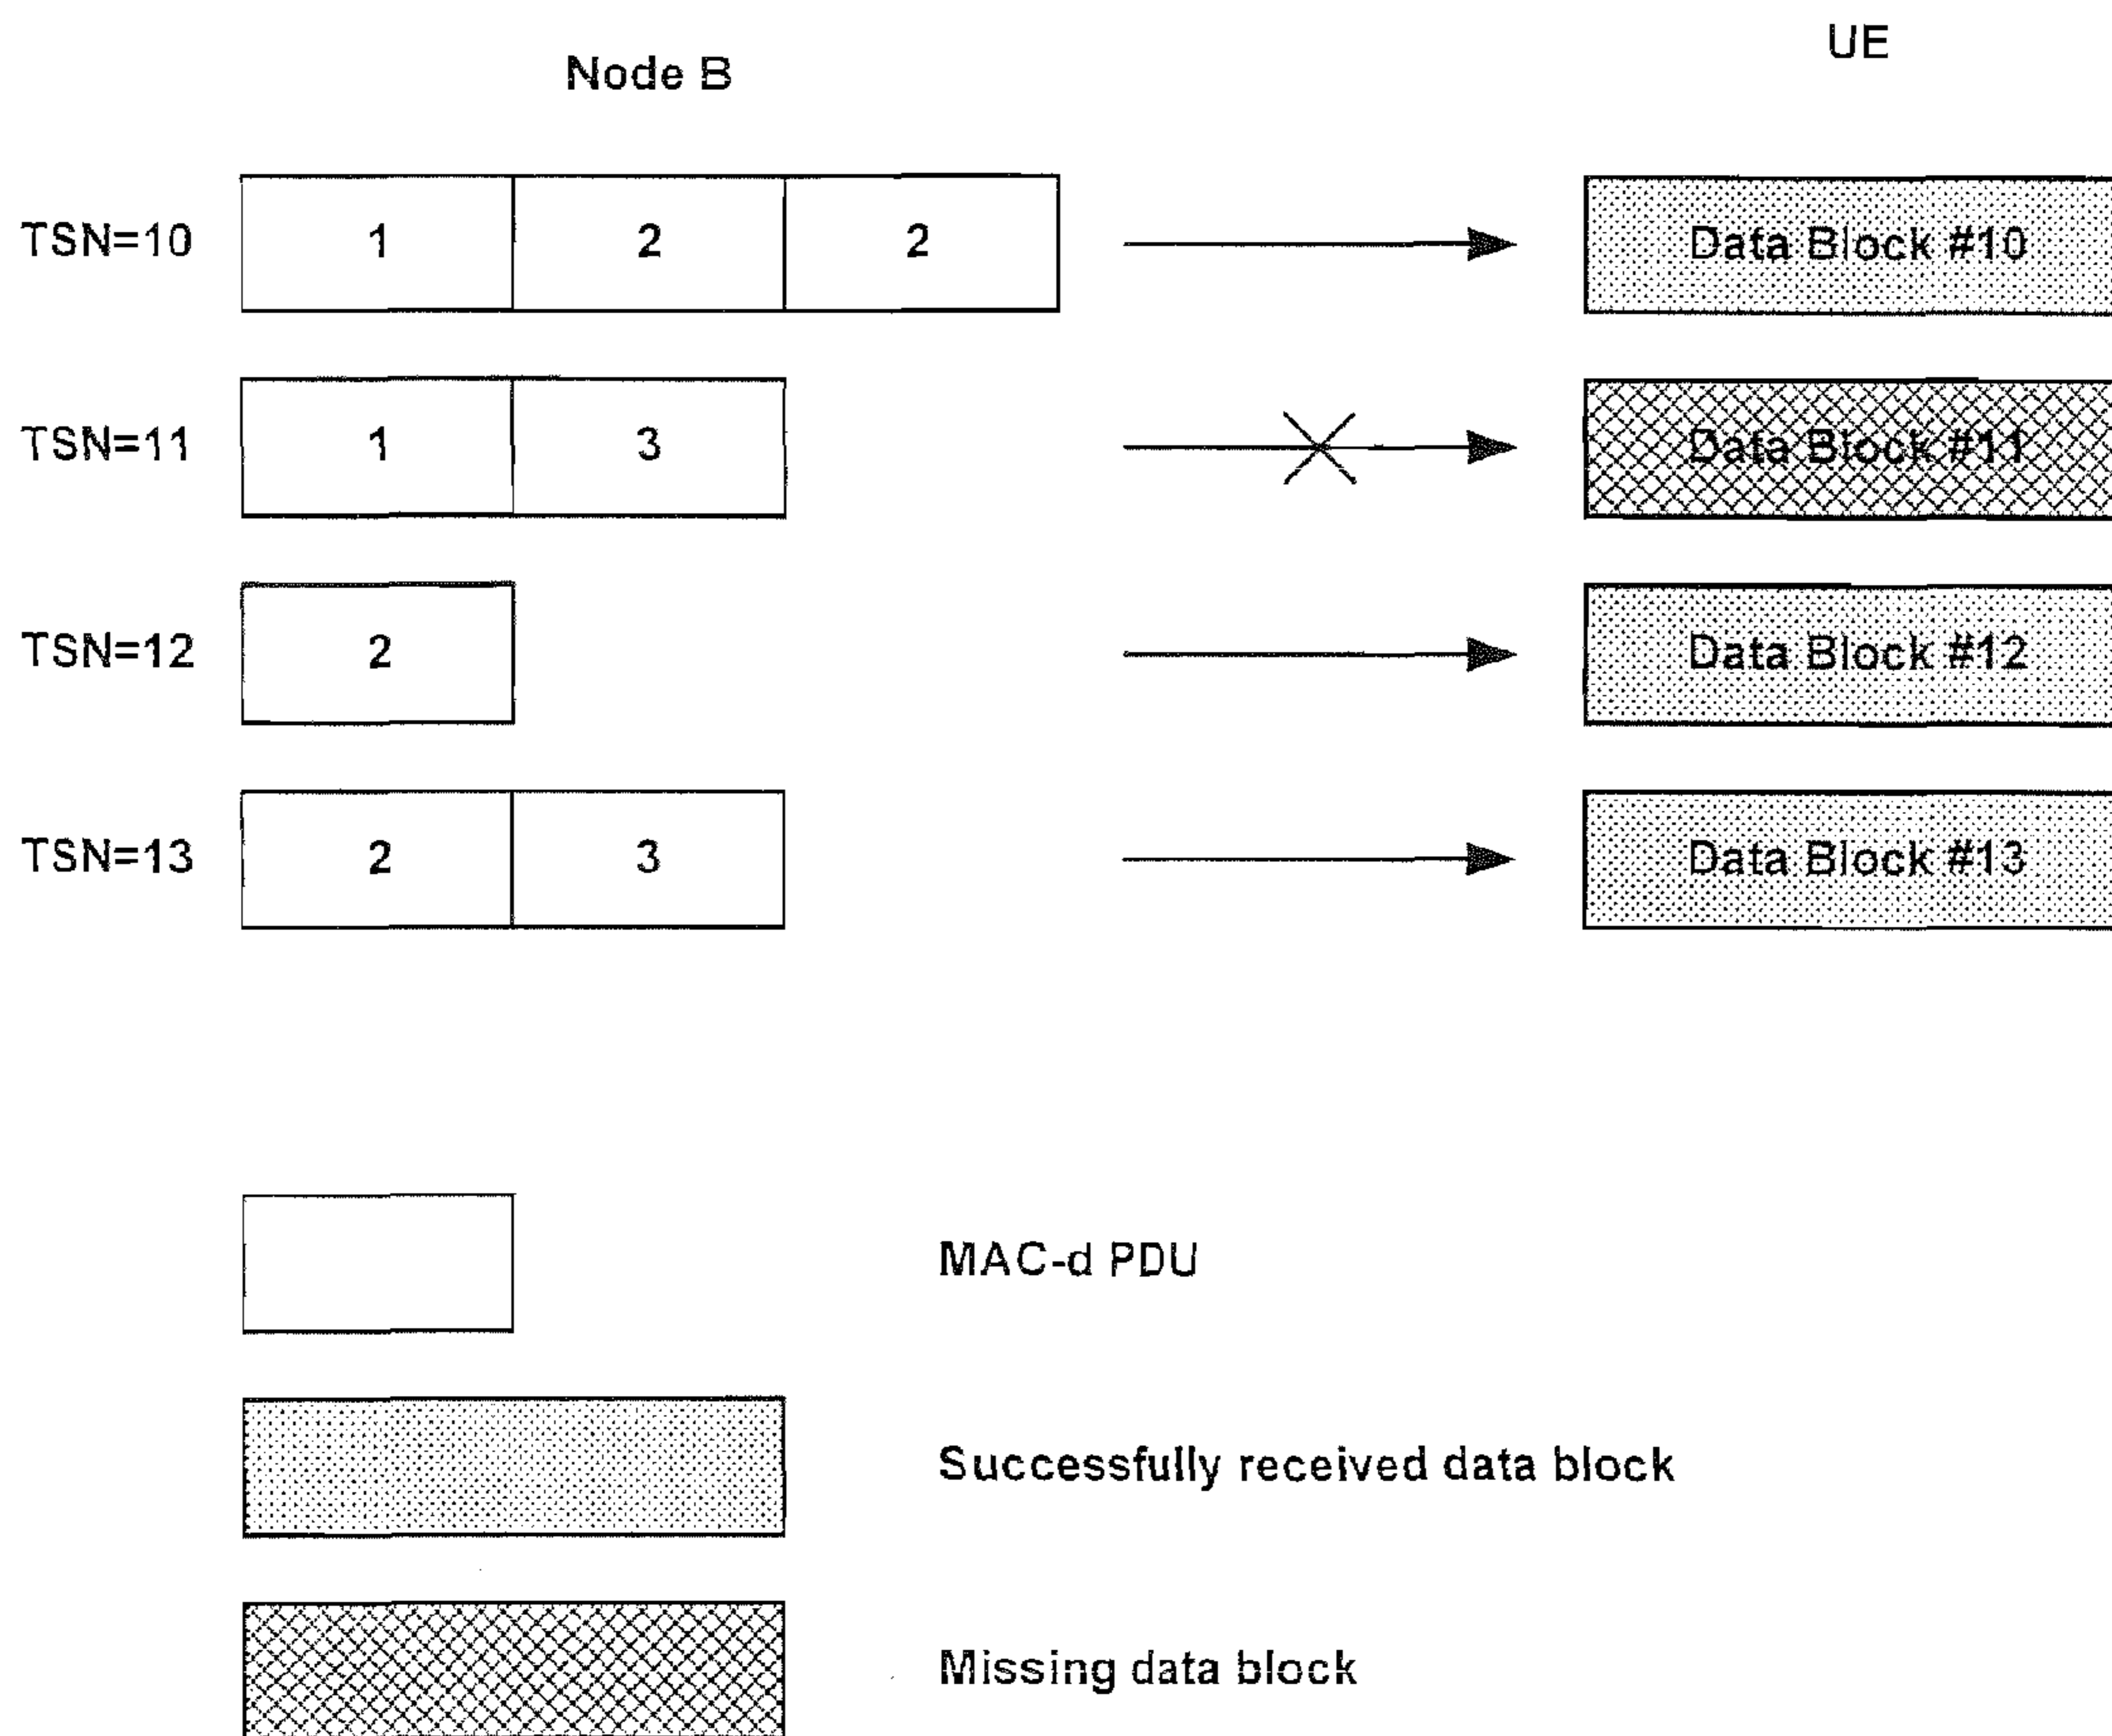 Node B
UE
TSN=10 1 2 2 Data Block #10
TSN=11 1 3 Data Block #11
TSN=12 2 Data Block #12
TSN=13 2 3 Data Block #13
MAC-d PDU
Successfully received data block
Missing data block